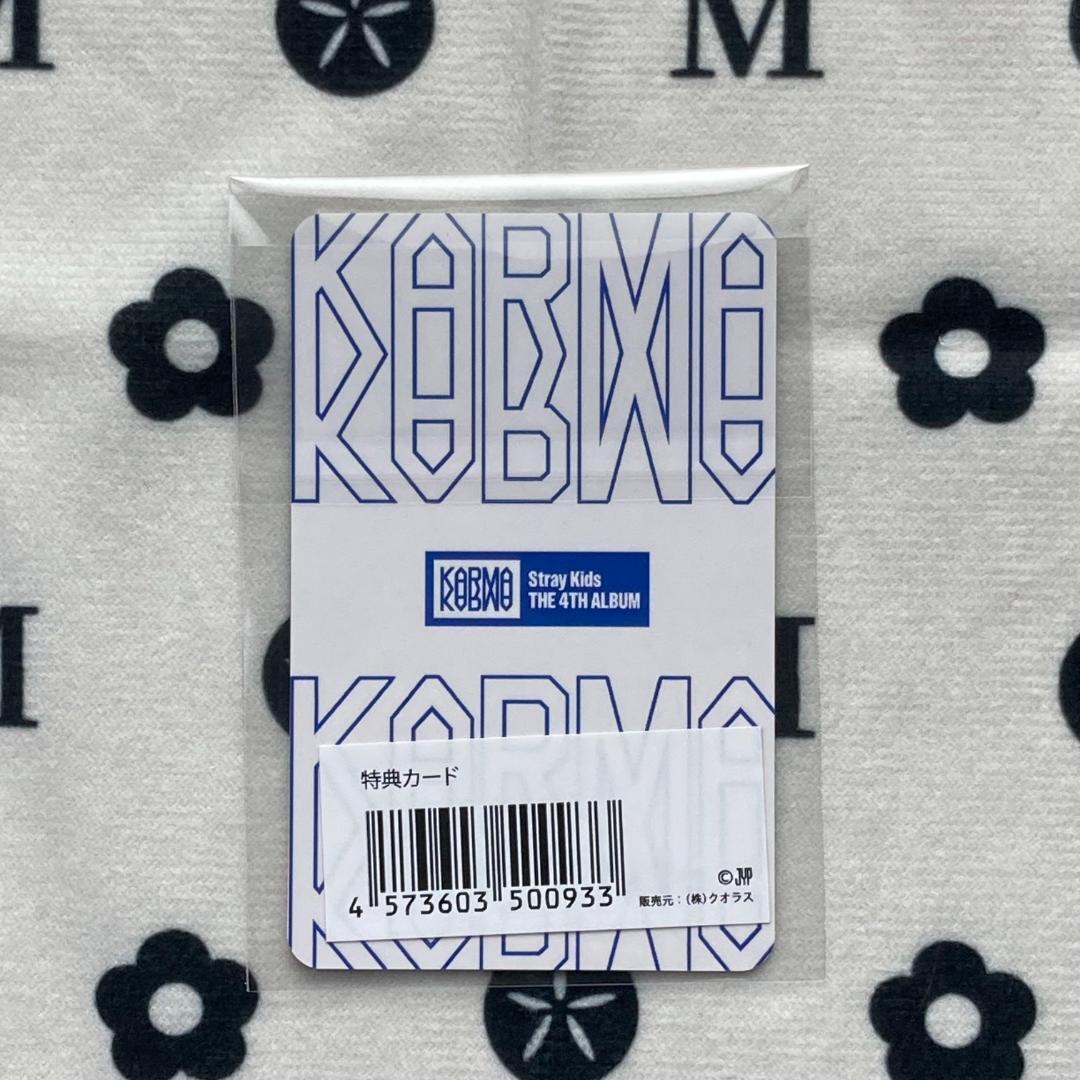 M M
KARMA
KARMA Stray Kids
THE 4TH ALBUM
KARMA
特典カード
4 573603 500933
©JYP
販売元：(株)クオラス